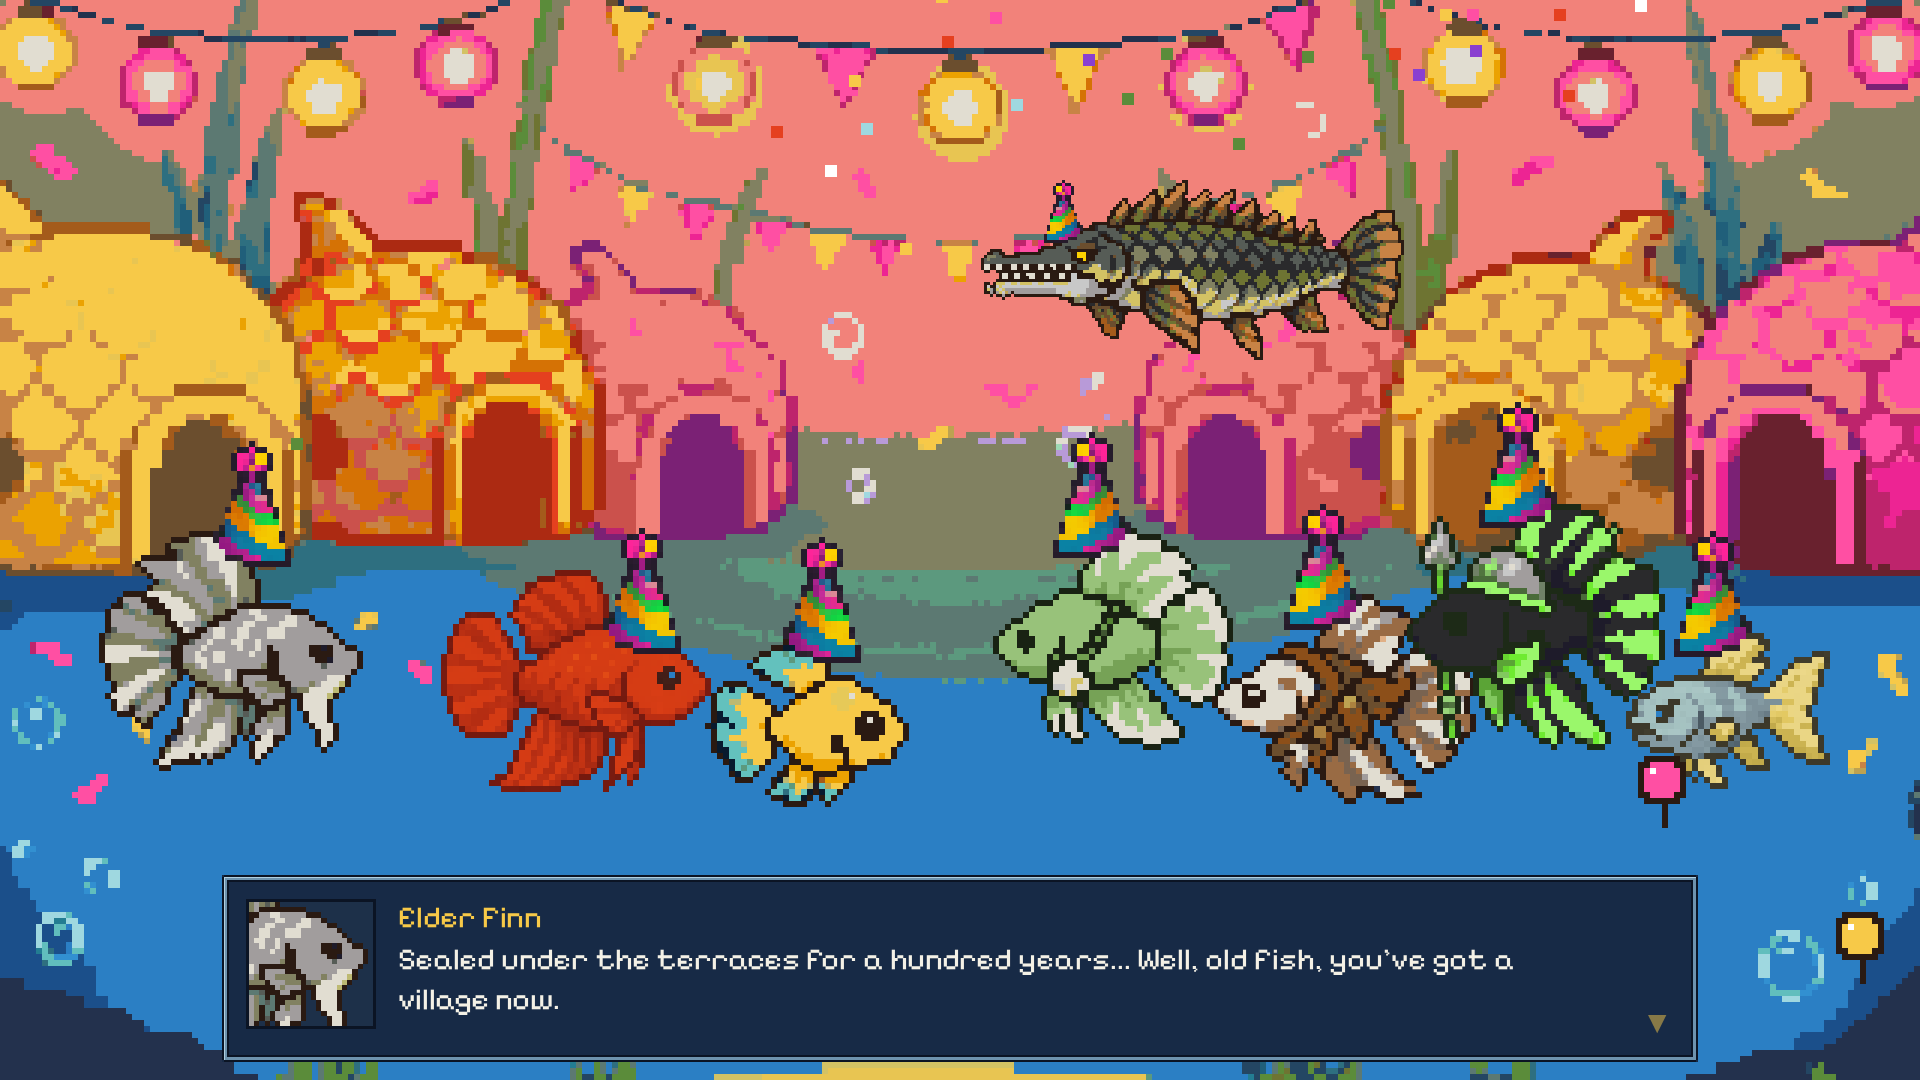 Elder Finn
Sealed under the terraces for a hundred years... Well, old fish, you've got a
village now.